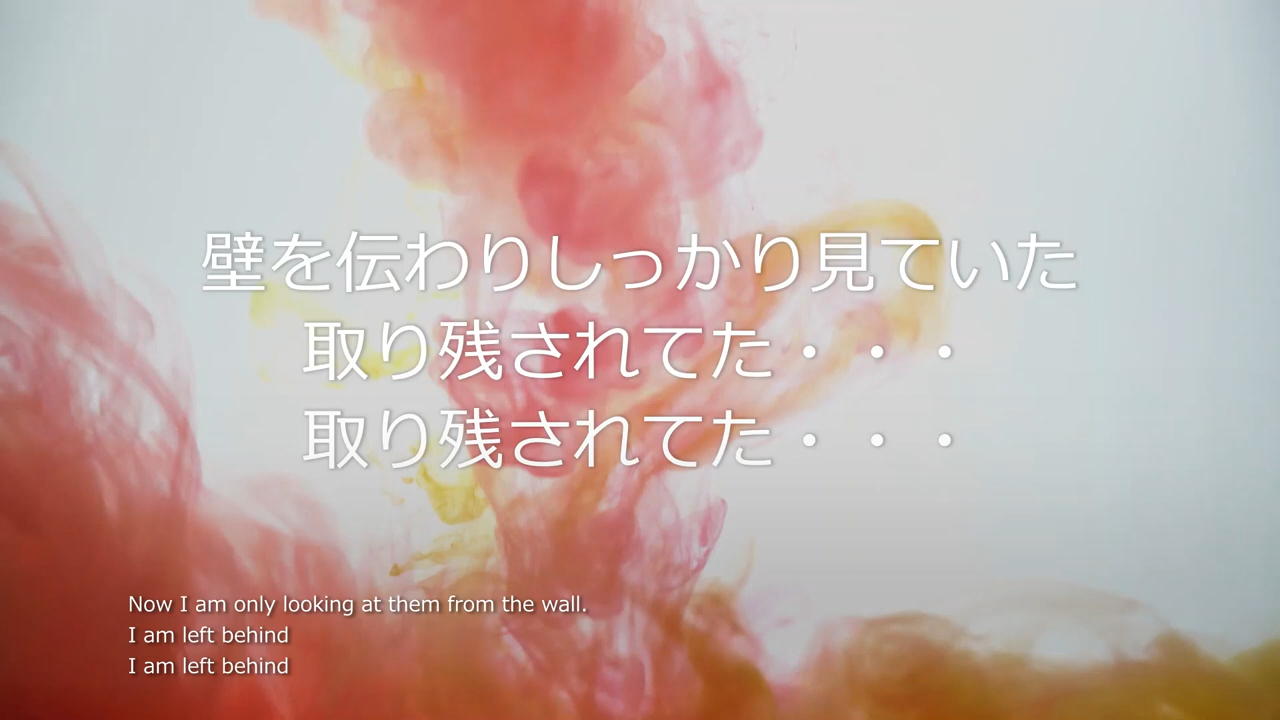 壁を伝わりしっかり見ていた
取り残されてた・・・
取り残されてた・・・
Now I am only looking at them from the wall.
I am left behind
I am left behind